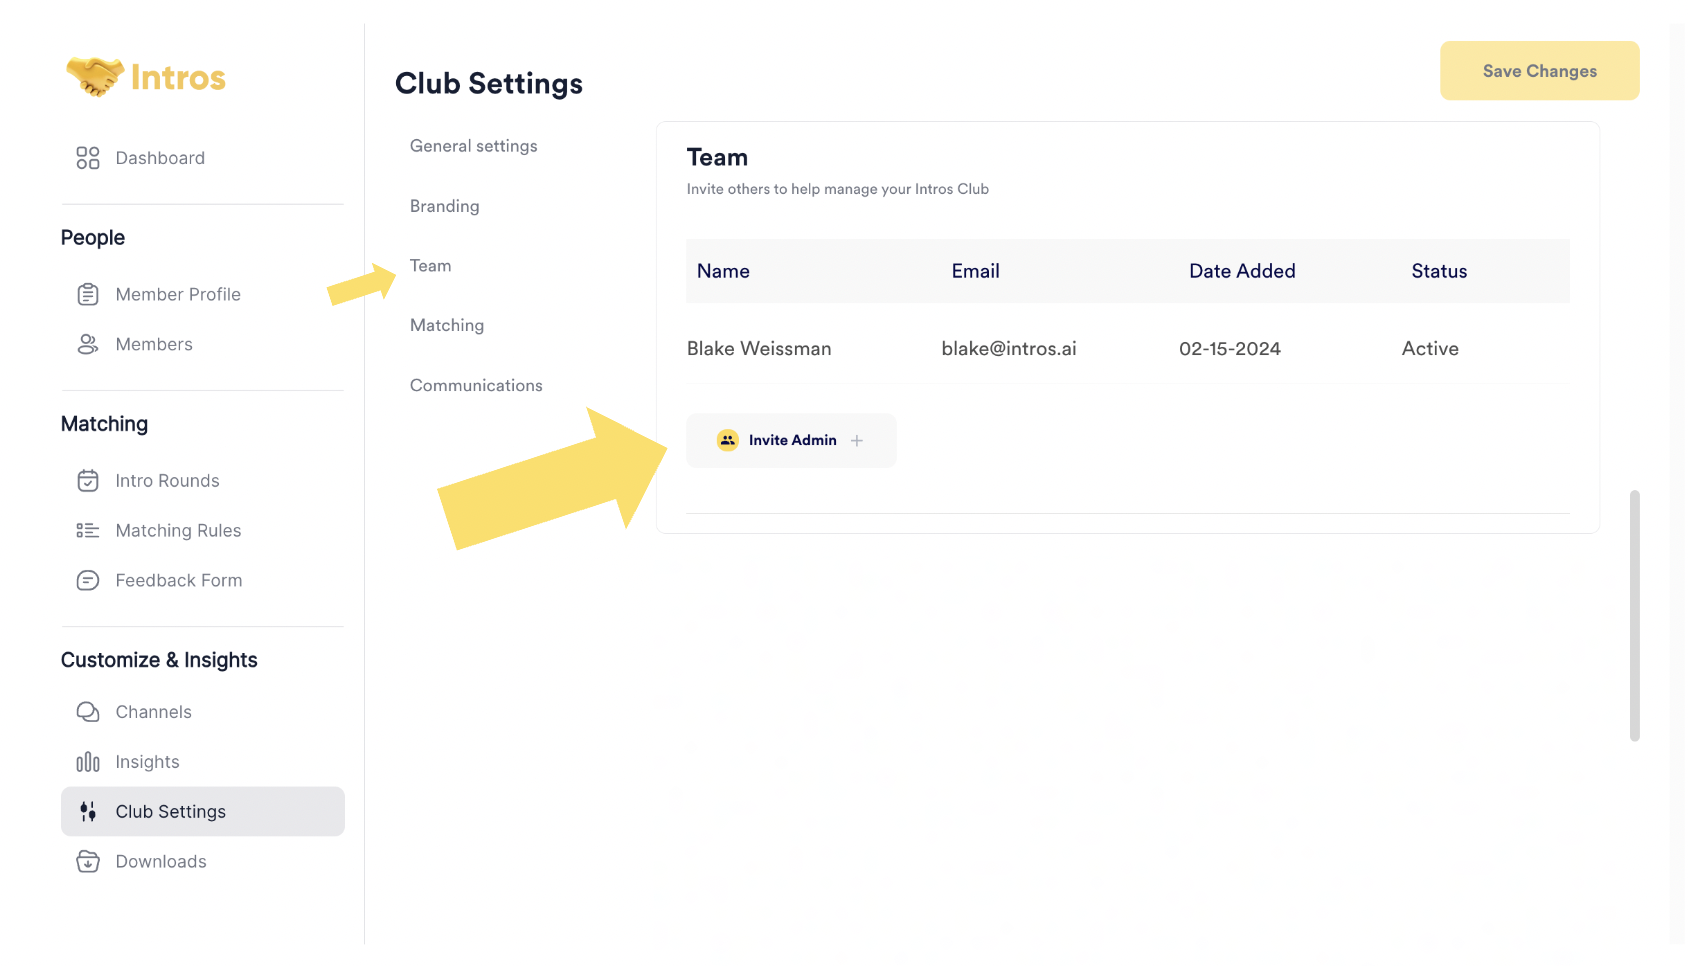 Intros
Dashboard
People
Member Profile
Members
Matching
Intro Rounds
Matching Rules
Feedback Form
Customize & Insights
Channels
Insights
Club Settings
Downloads
Club Settings
Save Changes
General settings
Branding
Team
Matching
Communications
Team
Invite others to help manage your Intros Club
Name Email Date Added Status
Blake Weissman blake@intros.ai 02-15-2024 Active
Invite Admin +